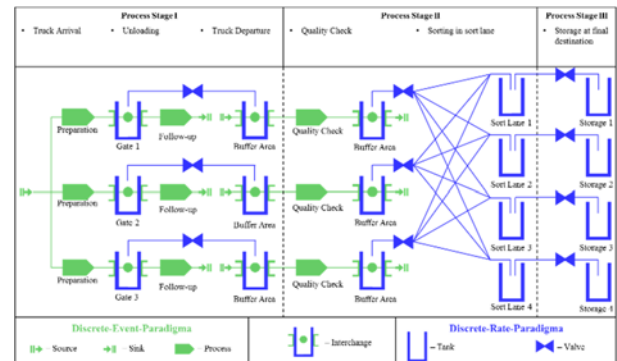 Process Stage I
Process Stage II
Process Stage III
• Truck Arrival • Unloading • Truck Departure
• Quality Check • Sorting in sort lane
• Storage at final destination
Preparation
Gate 1
Follow-up
Buffer Area
Quality Check
Buffer Area
Sort Lane 1
Storage 1
Preparation
Gate 2
Follow-up
Buffer Area
Quality Check
Buffer Area
Sort Lane 2
Storage 2
Preparation
Gate 3
Follow-up
Buffer Area
Quality Check
Buffer Area
Sort Lane 3
Storage 3
Sort Lane 4
Storage 4
Discrete-Event-Paradigma
– Source
– Sink
– Process
– Interchange
Discrete-Rate-Paradigma
– Tank
– Valve